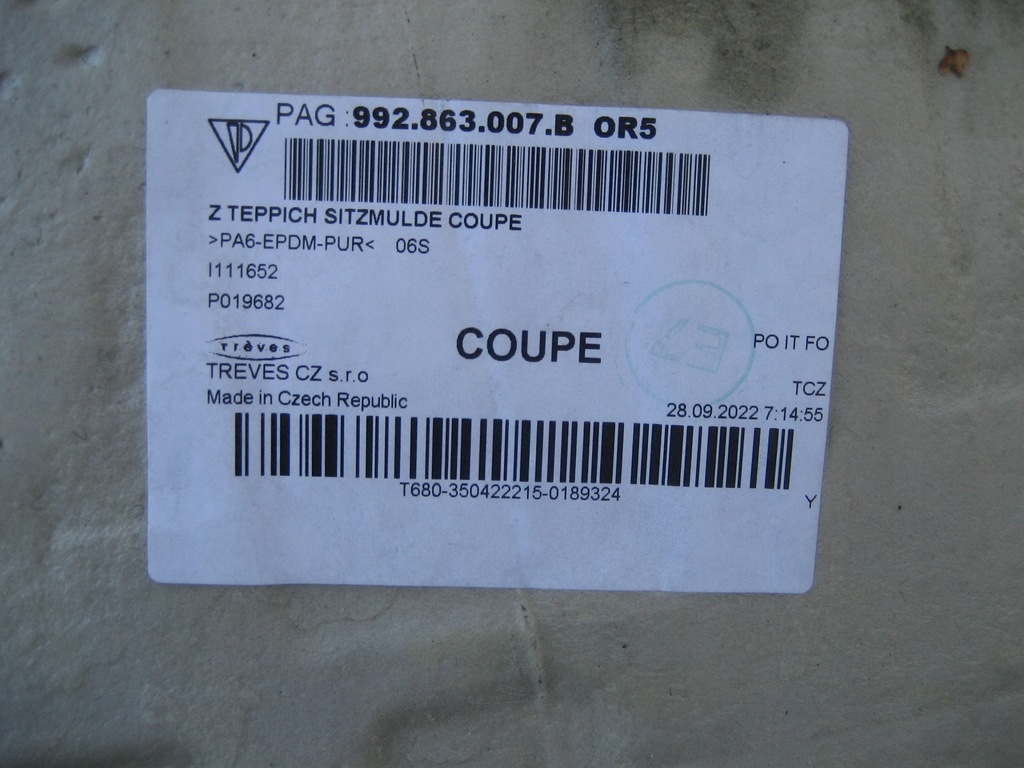 PAG : 992.863.007.B OR5
Z TEPPICH SITZMULDE COUPE
>PA6-EPDM-PUR< 06S
I111652
P019682
Trèves
COUPE
PO IT FO
TREVES CZ s.r.o
TCZ
Made in Czech Republic
28.09.2022 7:14:55
T680-350422215-0189324
Y